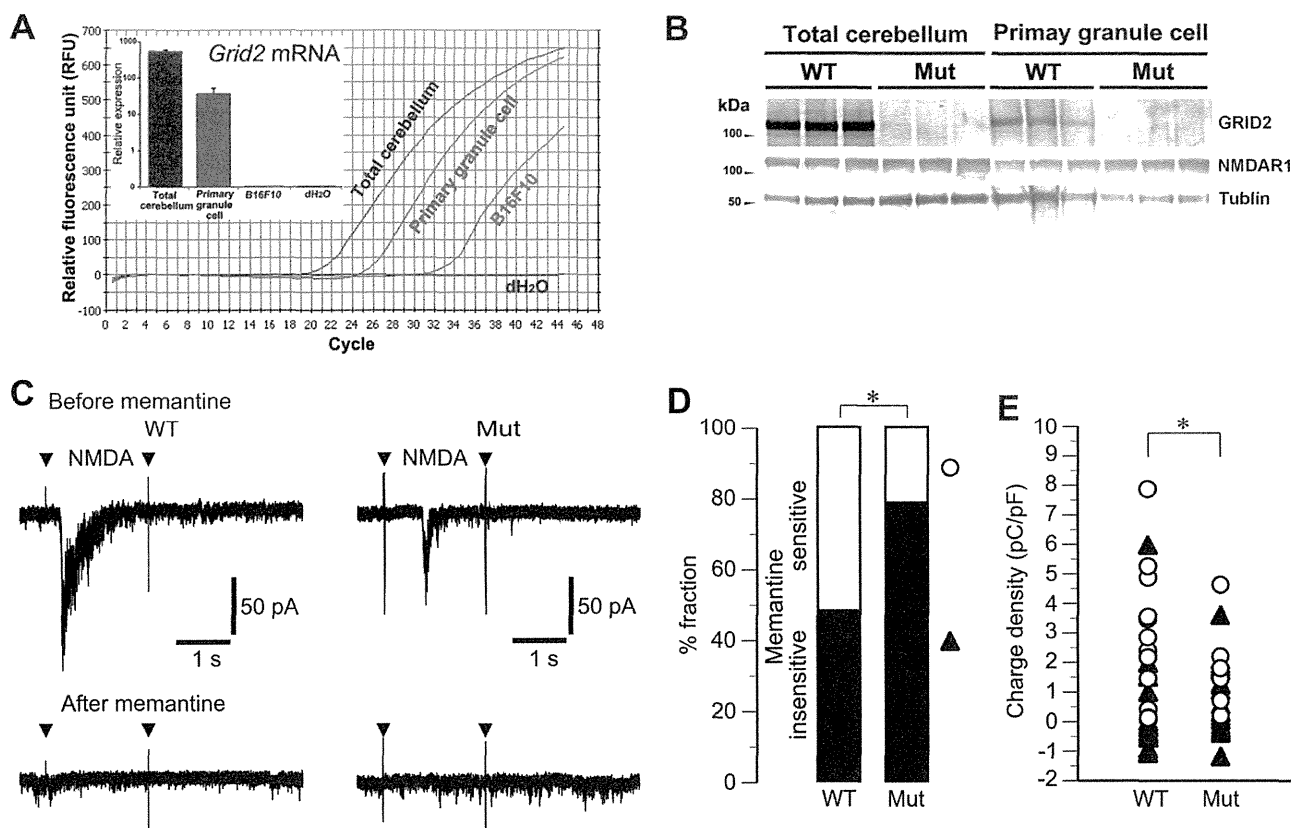 A
Relative fluorescence unit (RFU)
700
600
500
400
300
200
100
0
-100
0 2 4 6 8 10 12 14 16 18 20 22 24 26 28 30 32 34 36 38 40 42 44 46 48
Cycle
Grid2 mRNA
Relative expression
1000
100
10
1
0
Total cerebellum
Primary granule cell
B16F10
dH2O
Total cerebellum
Primary granule cell
B16F10
dH2O
B
Total cerebellum Primay granule cell
WT Mut WT Mut
kDa
100
GRID2
100
NMDAR1
50
Tublin
C
Before memantine
WT Mut
NMDA NMDA
50 pA 50 pA
1 s 1 s
After memantine
D
% fraction
100
80
60
40
20
0
Memantine
insensitive sensitive
*
WT Mut
E
Charge density (pC/pF)
10
9
8
7
6
5
4
3
2
1
0
-1
-2
*
WT Mut